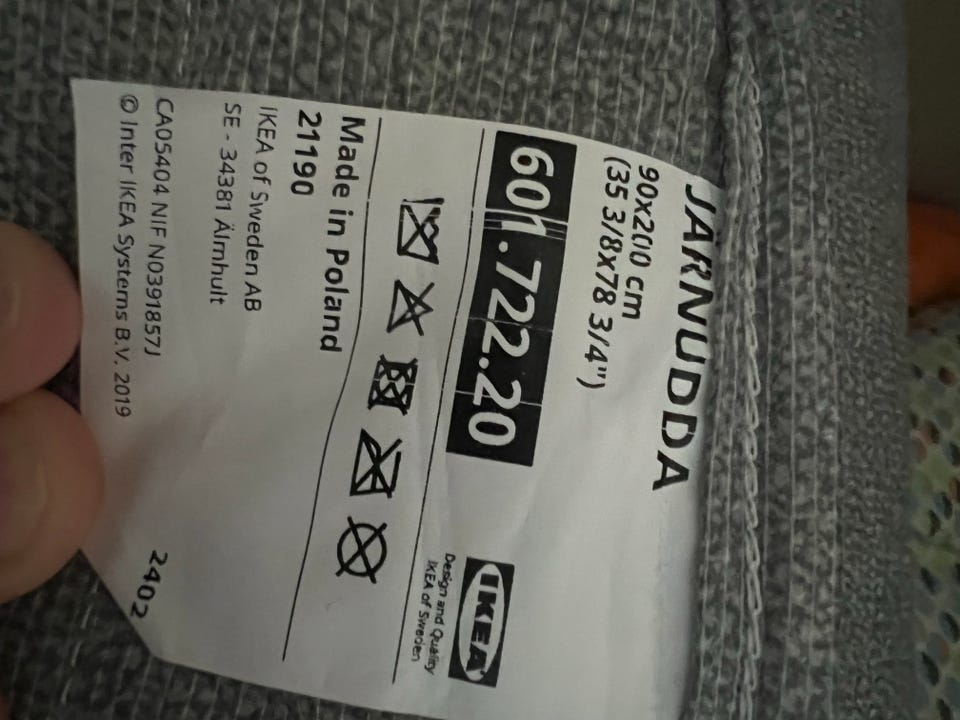 JÄRNUDDA
90x200 cm
(35 3/8x78 3/4")
601.722.20
IKEA
Design and Quality
IKEA of Sweden
Made in Poland
21190
IKEA of Sweden AB
SE - 34381 Älmhult
CA05404 NIF N0391857J
© Inter IKEA Systems B.V. 2019
2402